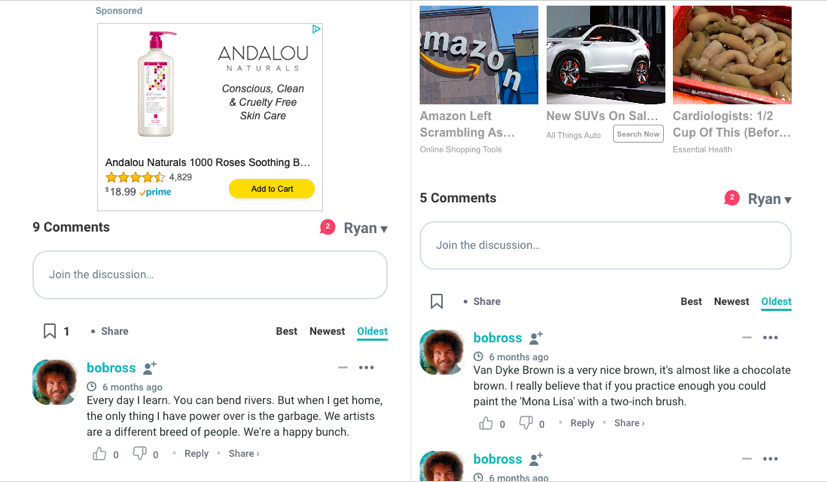 Sponsored
ANDALOU
NATURALS
Conscious, Clean
& Cruelty Free
Skin Care
Andalou Naturals 1000 Roses Soothing B...
4,829
$18.99 prime
Add to Cart
9 Comments
2 Ryan ▾
Join the discussion...
1 • Share
Best Newest Oldest
bobross
6 months ago
Every day I learn. You can bend rivers. But when I get home,
the only thing I have power over is the garbage. We artists
are a different breed of people. We're a happy bunch.
0 0 • Reply • Share ›
mazon
Amazon Left
Scrambling As...
Online Shopping Tools
New SUVs On Sal...
All Things Auto
Search Now
Cardiologists: 1/2
Cup Of This (Befor...
Essential Health
5 Comments
2 Ryan ▾
Join the discussion...
• Share
Best Newest Oldest
bobross
6 months ago
Van Dyke Brown is a very nice brown, it's almost like a chocolate
brown. I really believe that if you practice enough you could
paint the 'Mona Lisa' with a two-inch brush.
0 0 • Reply • Share ›
bobross
6 months ago